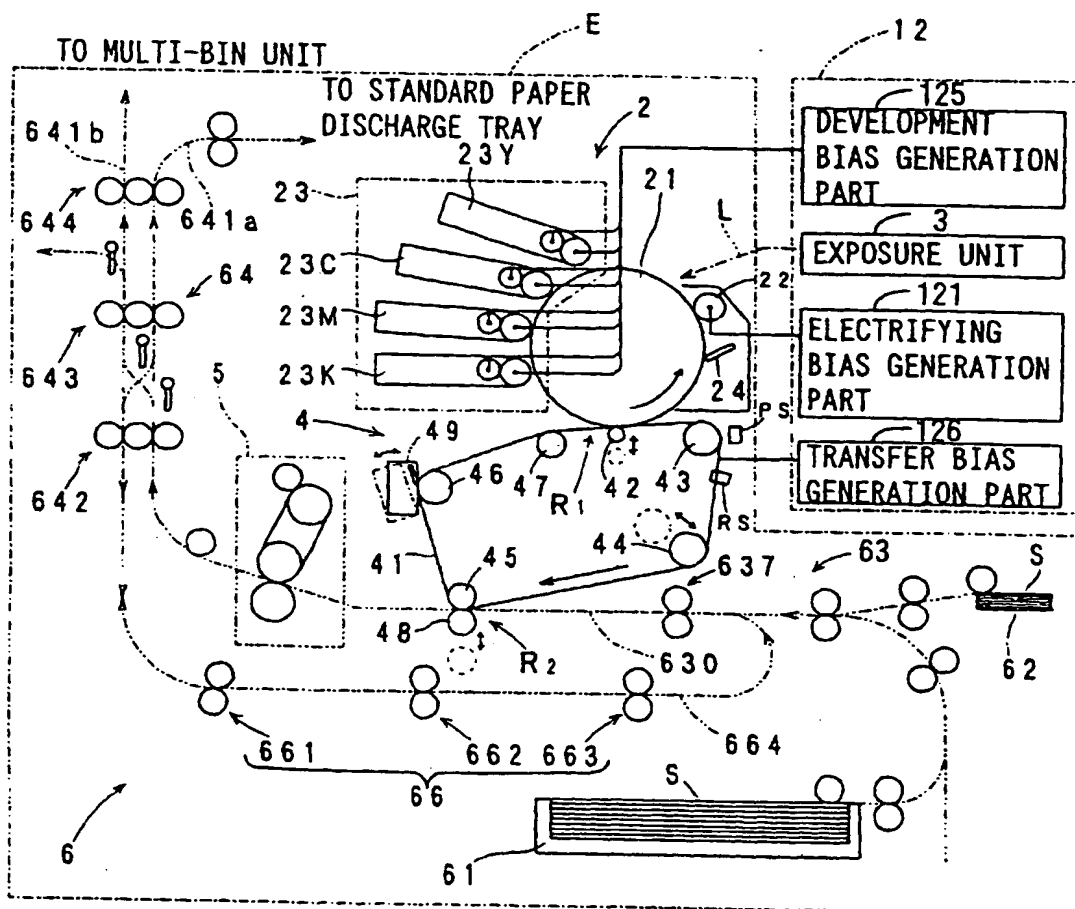 E
12
TO MULTI-BIN UNIT
TO STANDARD PAPER
DISCHARGE TRAY
2
125
DEVELOPMENT
BIAS GENERATION
PART
641b
23Y
23
21
L
644
641a
3
EXPOSURE UNIT
23C
22
64
121
ELECTRIFYING
BIAS GENERATION
PART
23M
643
5
23K
24
4
49
PS
126
TRANSFER BIAS
GENERATION PART
642
46
47
R1
42
43
RS
44
41
45
637
63
S
48
R2
630
62
661
662
663
664
66
S
6
61